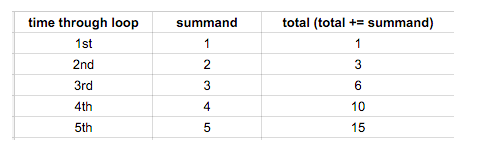 time through loop summand total (total += summand)
1st 1 1
2nd 2 3
3rd 3 6
4th 4 10
5th 5 15